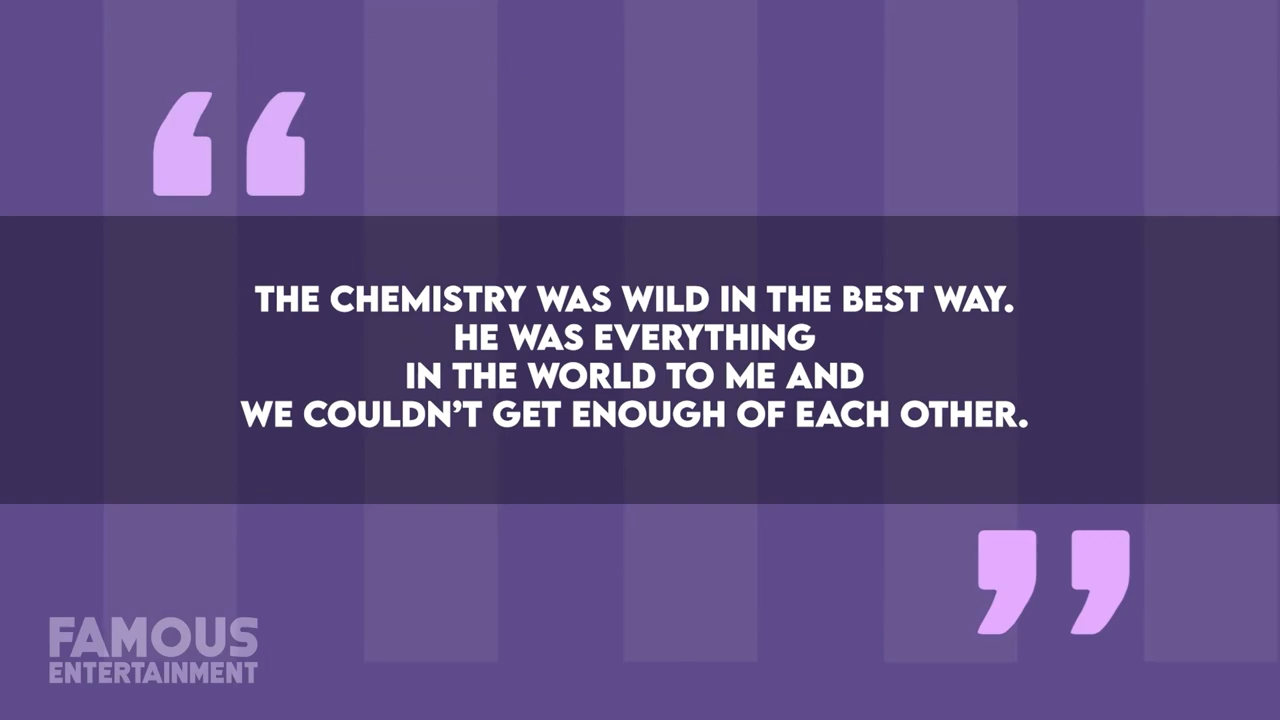 THE CHEMISTRY WAS WILD IN THE BEST WAY.
HE WAS EVERYTHING
IN THE WORLD TO ME AND
WE COULDN’T GET ENOUGH OF EACH OTHER.
FAMOUS
ENTERTAINMENT